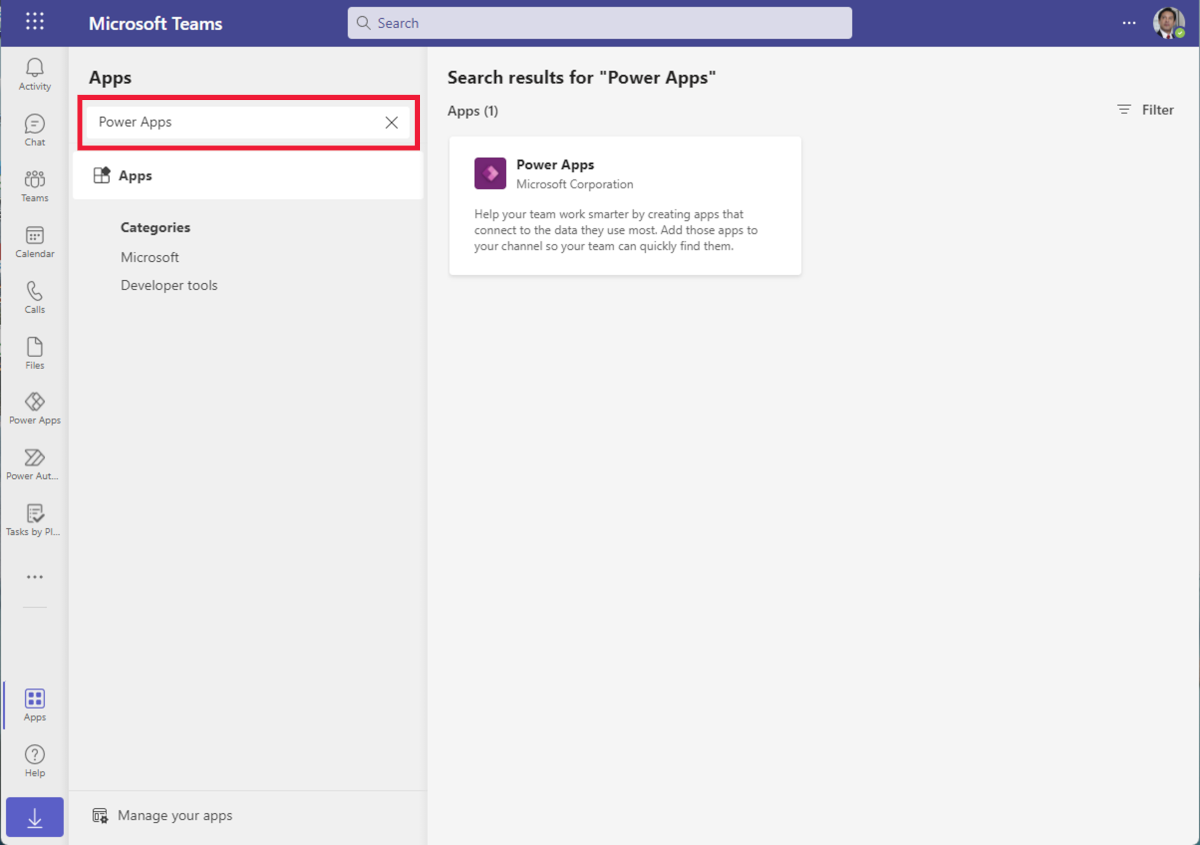 Microsoft Teams
Search
Activity
Chat
Teams
Calendar
Calls
Files
Power Apps
Power Aut...
Tasks by Pl...
Apps
Help
Apps
Power Apps
Apps
Categories
Microsoft
Developer tools
Manage your apps
Search results for "Power Apps"
Apps (1)
Filter
Power Apps
Microsoft Corporation
Help your team work smarter by creating apps that
connect to the data they use most. Add those apps to
your channel so your team can quickly find them.